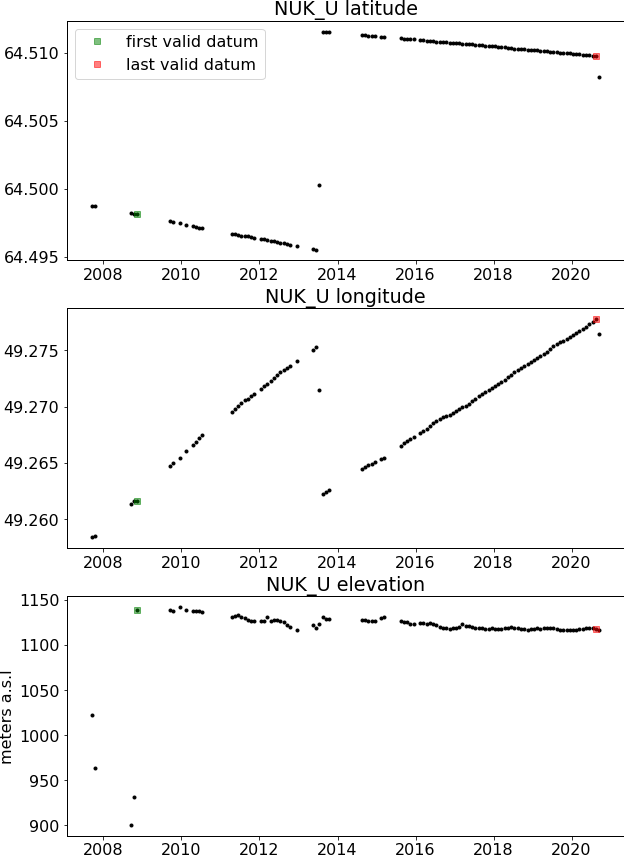 NUK_U latitude
first valid datum
last valid datum
64.510
64.505
64.500
64.495
2008 2010 2012 2014 2016 2018 2020
NUK_U longitude
49.275
49.270
49.265
49.260
2008 2010 2012 2014 2016 2018 2020
NUK_U elevation
meters a.s.l
1150
1100
1050
1000
950
900
2008 2010 2012 2014 2016 2018 2020